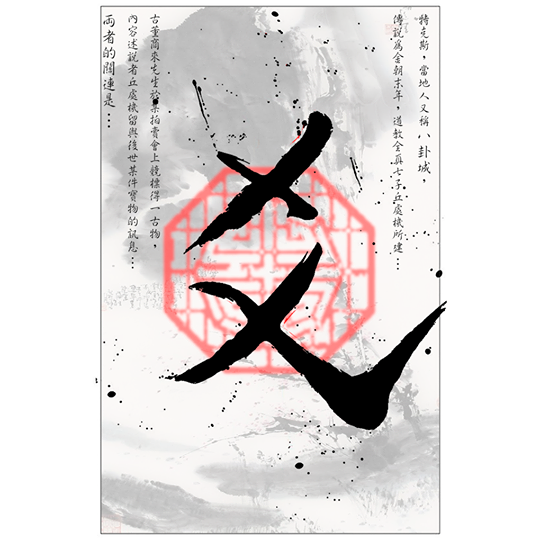 特克斯，當地人又稱八卦城，
傳說為金朝末年，道教全真七子丘處機所建…
爻
古董商來先生於某拍賣會上競標得一古物，
內容述說者丘處機留與後世某件寶物的訊息…
兩者的關連是…